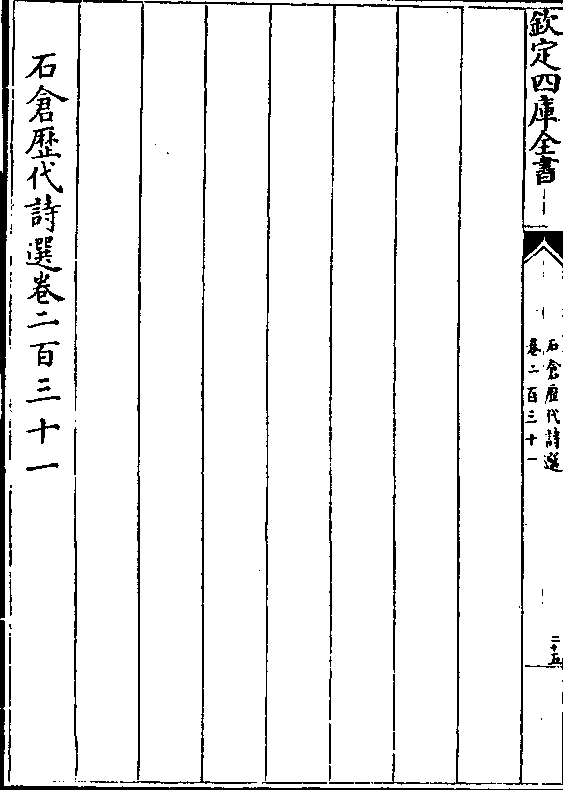 欽定四庫全書
石倉歷代詩選
卷二百三十一
二十五
石倉歷代詩選卷二百三十一